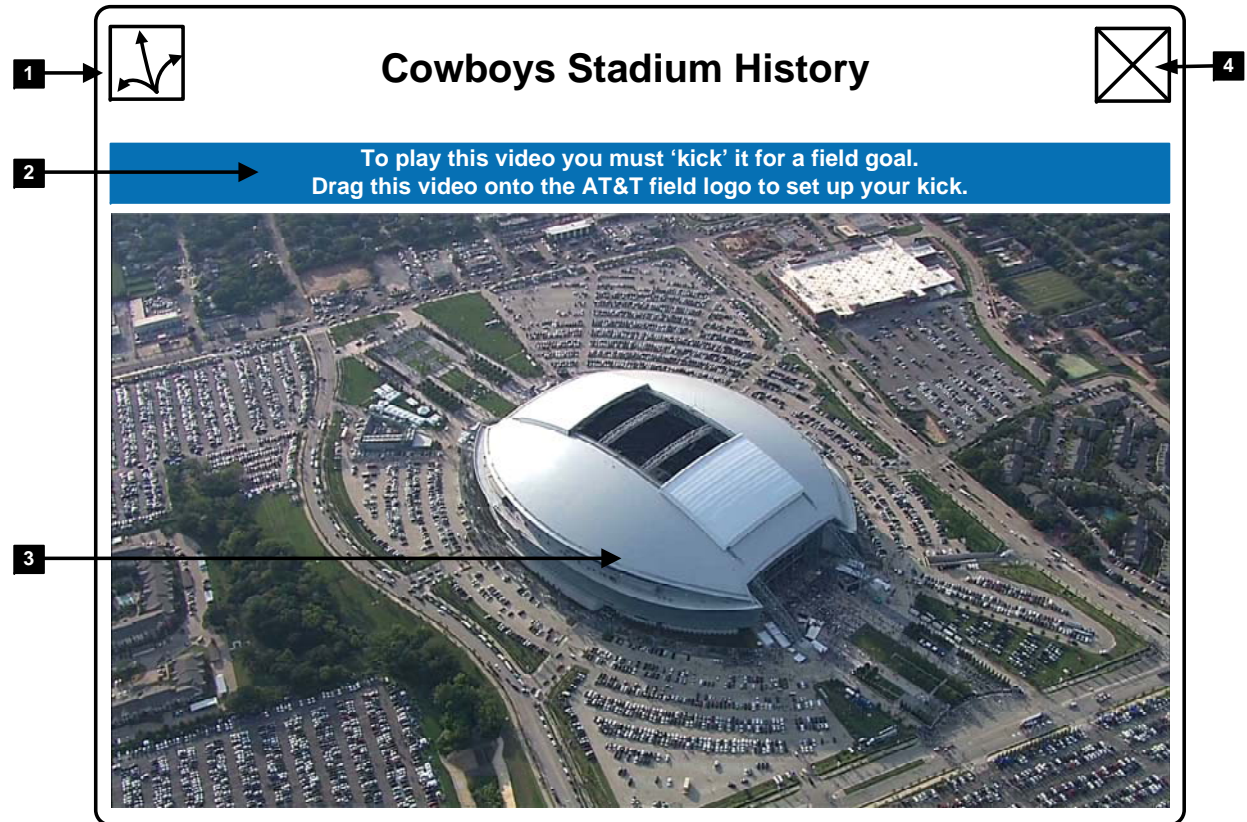 1
Cowboys Stadium History
4
2
To play this video you must ‘kick’ it for a field goal.
Drag this video onto the AT&T field logo to set up your kick.
3